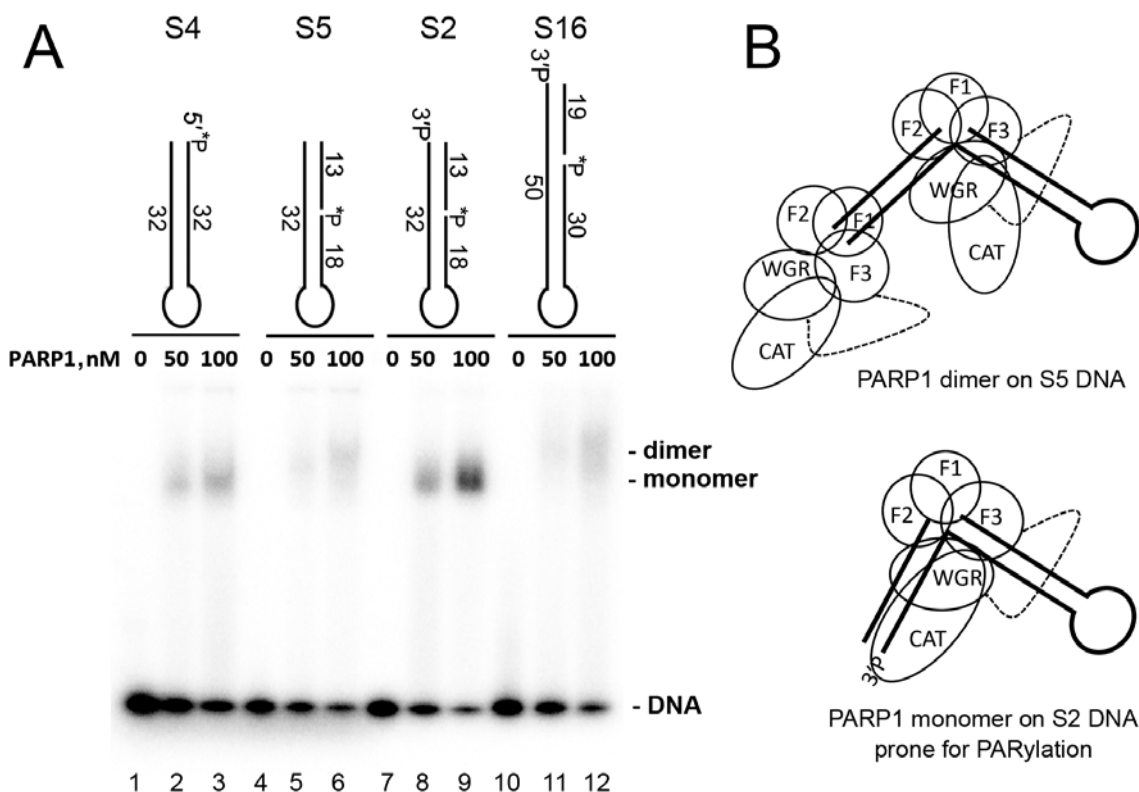 A
S4 S5 S2 S16
5'*P
32
32
32
13
*P
18
3'P
32
13
*P
18
3'P
50
19
*P
30
PARP1, nM 0 50 100 0 50 100 0 50 100 0 50 100
- dimer
- monomer
- DNA
1 2 3 4 5 6 7 8 9 10 11 12
B
F1
F2
F3
WGR
CAT
F2
F1
WGR
F3
CAT
PARP1 dimer on S5 DNA
F1
F2
F3
WGR
CAT
3'P
PARP1 monomer on S2 DNA
prone for PARylation